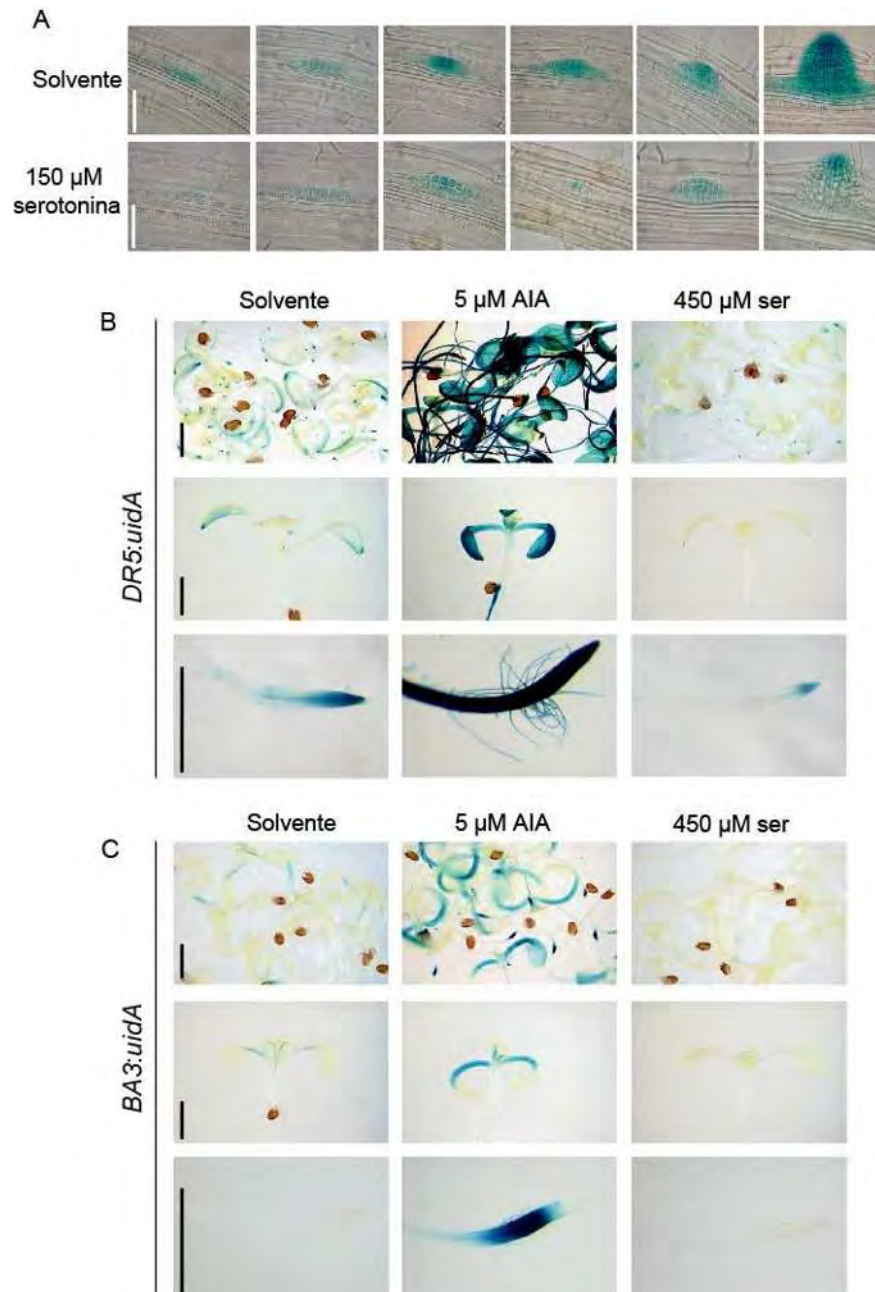 A
Solvente
150 µM
serotonina
B
Solvente
5 µM AIA
450 µM ser
DR5:uidA
C
Solvente
5 µM AIA
450 µM ser
BA3:uidA